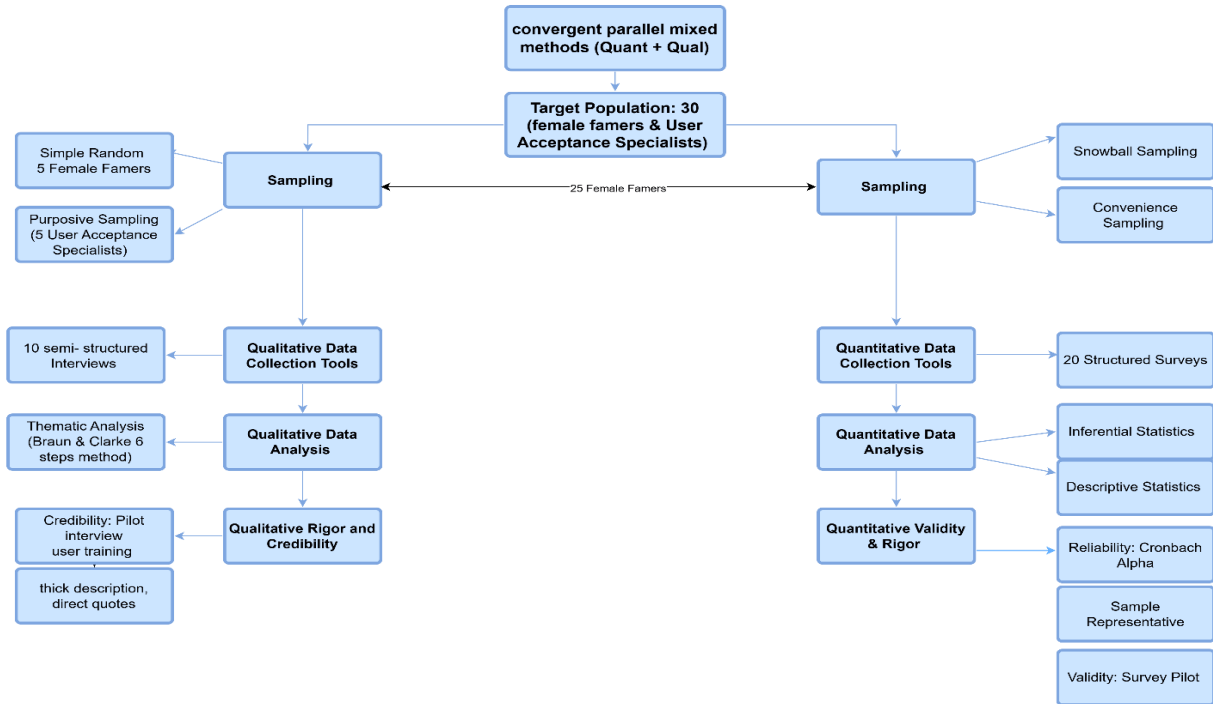 convergent parallel mixed
methods (Quant + Qual)
Target Population: 30
(female famers & User
Acceptance Specialists)
Simple Random
5 Female Famers
Sampling
25 Female Famers
Sampling
Snowball Sampling
Purposive Sampling
(5 User Acceptance
Specialists)
Convenience
Sampling
10 semi- structured
Interviews
Qualitative Data
Collection Tools
Quantitative Data
Collection Tools
20 Structured Surveys
Thematic Analysis
(Braun & Clarke 6
steps method)
Qualitative Data
Analysis
Quantitative Data
Analysis
Inferential Statistics
Descriptive Statistics
Credibility: Pilot
interview
user training
Qualitative Rigor and
Credibility
Quantitative Validity
& Rigor
Reliability: Cronbach
Alpha
thick description,
direct quotes
Sample
Representative
Validity: Survey Pilot